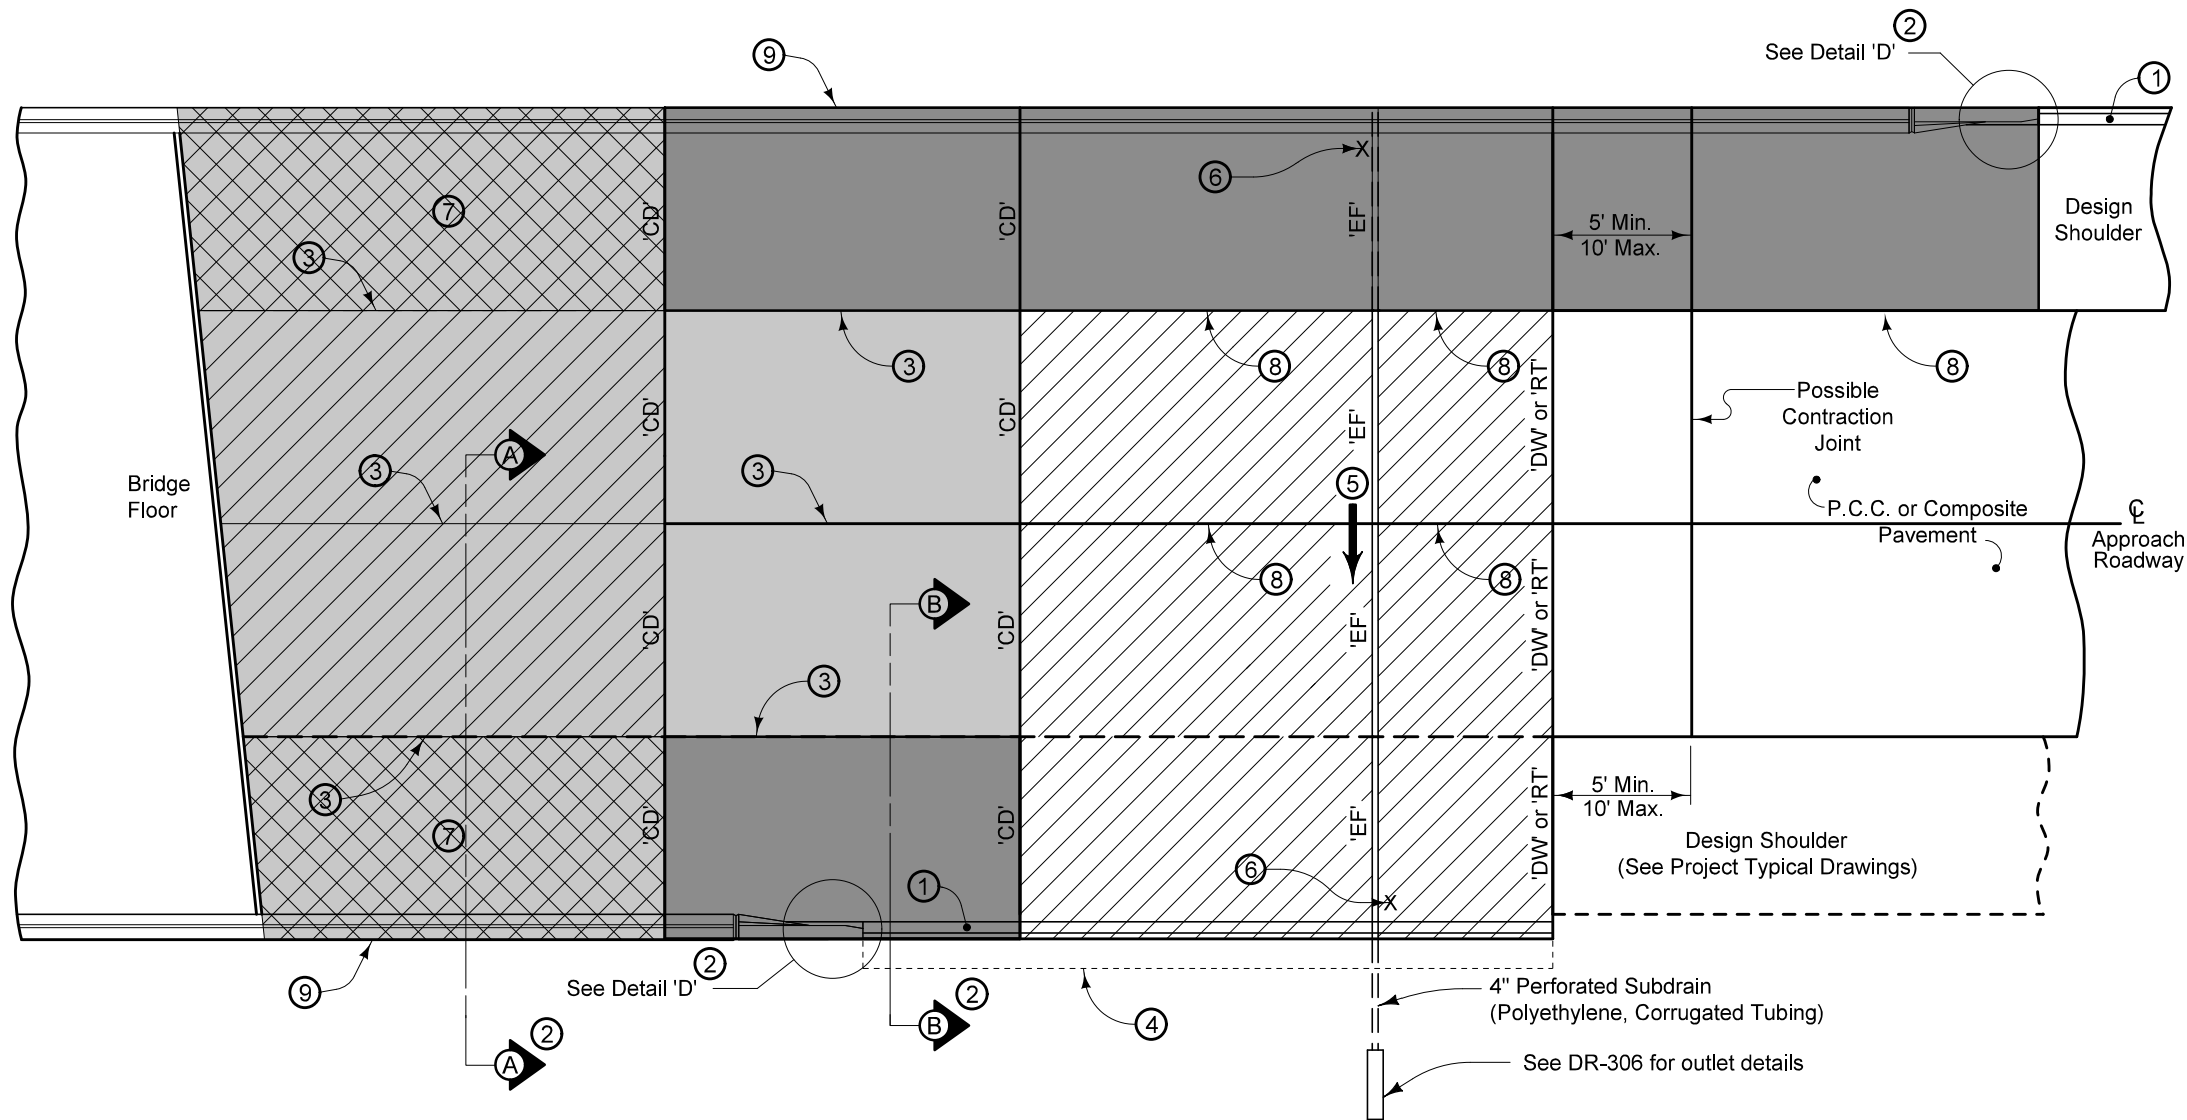 2
See Detail 'D'
9
1
6
'CD'
'CD'
'EF'
7
5' Min.
10' Max.
Design
Shoulder
3
3
8
8
8
'CD'
'CD'
'EF'
'DW' or 'RT'
Possible
Contraction
Joint
A
3
3
5
Bridge
Floor
P.C.C. or Composite
Pavement
℄
Approach
Roadway
8
8
B
'CD'
'CD'
'EF'
'DW' or 'RT'
3
3
7
'CD'
'CD'
'EF'
'DW' or 'RT'
5' Min.
10' Max.
Design Shoulder
(See Project Typical Drawings)
6
1
2
See Detail 'D'
9
2
B
4
4" Perforated Subdrain
(Polyethylene, Corrugated Tubing)
2
A
See DR-306 for outlet details